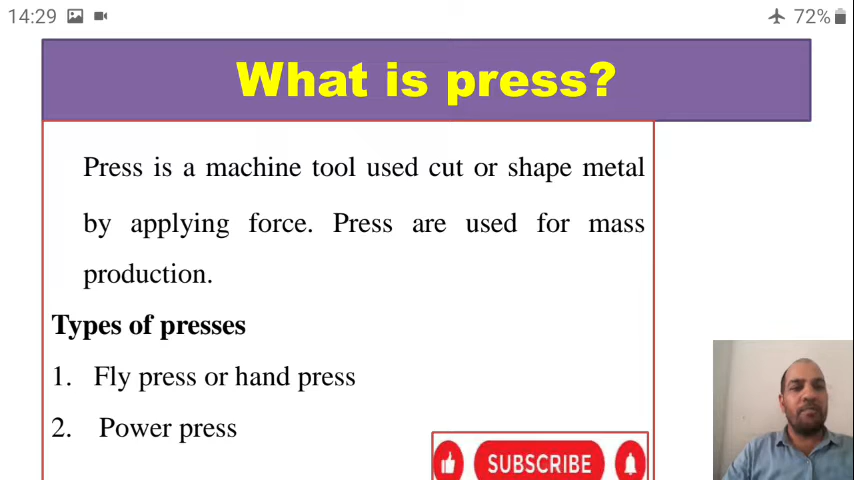 14:29 72%
What is press?
Press is a machine tool used cut or shape metal
by applying force. Press are used for mass
production.
Types of presses
1. Fly press or hand press
2. Power press
SUBSCRIBE